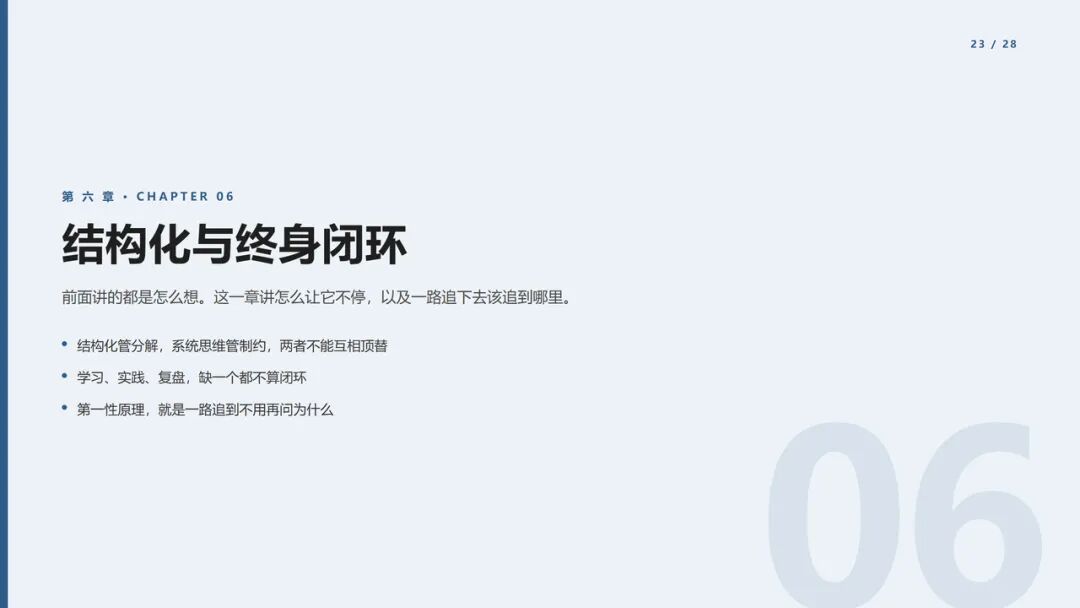 23 / 28
第六章 · CHAPTER 06
结构化与终身闭环
前面讲的都是怎么想。这一章讲怎么让它不停，以及一路追下去该追到哪里。
• 结构化管分解，系统思维管制约，两者不能互相顶替
• 学习、实践、复盘，缺一个都不算闭环
• 第一性原理，就是一路追到不用再问为什么
06